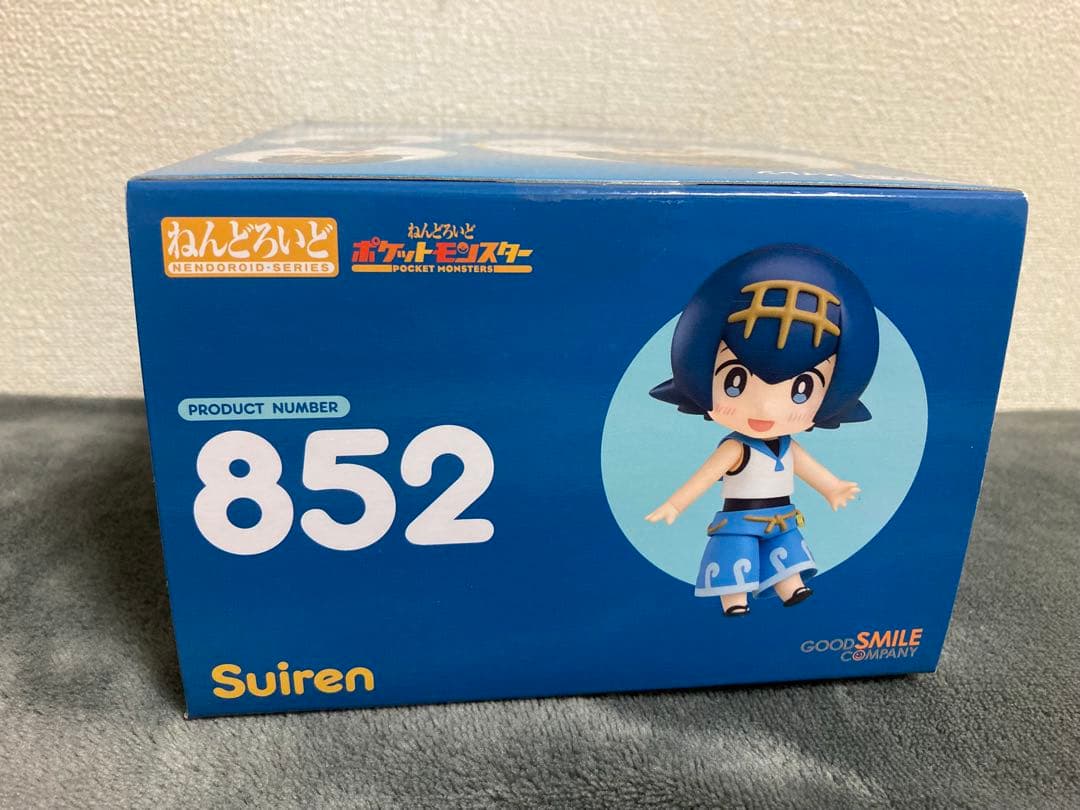 ねんどろいど
NENDOROID・SERIES
ねんどろいど
ポケットモンスター
POCKET MONSTERS
PRODUCT NUMBER
852
Suiren
GOOD SMILE
COMPANY